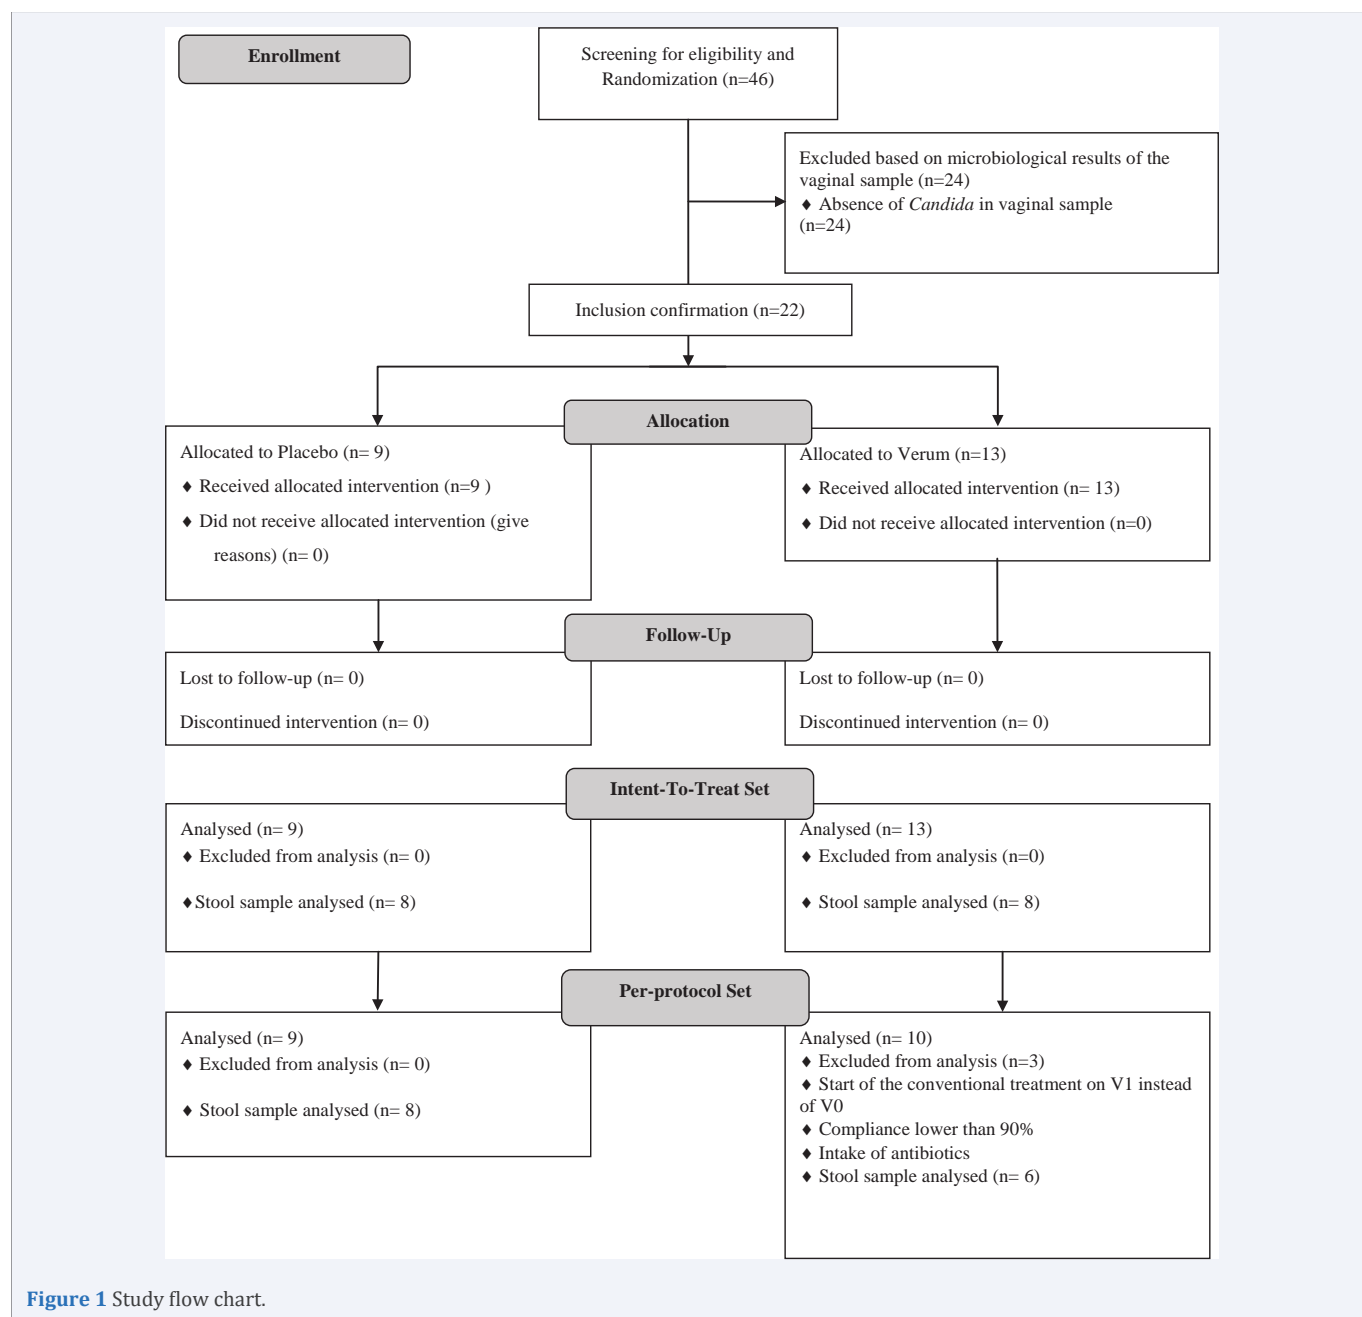 Enrollment
Screening for eligibility and
Randomization (n=46)
Excluded based on microbiological results of the
vaginal sample (n=24)
♦ Absence of Candida in vaginal sample
(n=24)
Inclusion confirmation (n=22)
Allocation
Allocated to Placebo (n= 9)
♦ Received allocated intervention (n=9 )
♦ Did not receive allocated intervention (give
reasons) (n= 0)
Allocated to Verum (n=13)
♦ Received allocated intervention (n= 13)
♦ Did not receive allocated intervention (n=0)
Follow-Up
Lost to follow-up (n= 0)
Discontinued intervention (n= 0)
Lost to follow-up (n= 0)
Discontinued intervention (n= 0)
Intent-To-Treat Set
Analysed (n= 9)
♦ Excluded from analysis (n= 0)
♦Stool sample analysed (n= 8)
Analysed (n= 13)
♦ Excluded from analysis (n=0)
♦ Stool sample analysed (n= 8)
Per-protocol Set
Analysed (n= 9)
♦ Excluded from analysis (n= 0)
♦ Stool sample analysed (n= 8)
Analysed (n= 10)
♦ Excluded from analysis (n=3)
♦ Start of the conventional treatment on V1 instead
of V0
♦ Compliance lower than 90%
♦ Intake of antibiotics
♦ Stool sample analysed (n= 6)
Figure 1 Study flow chart.